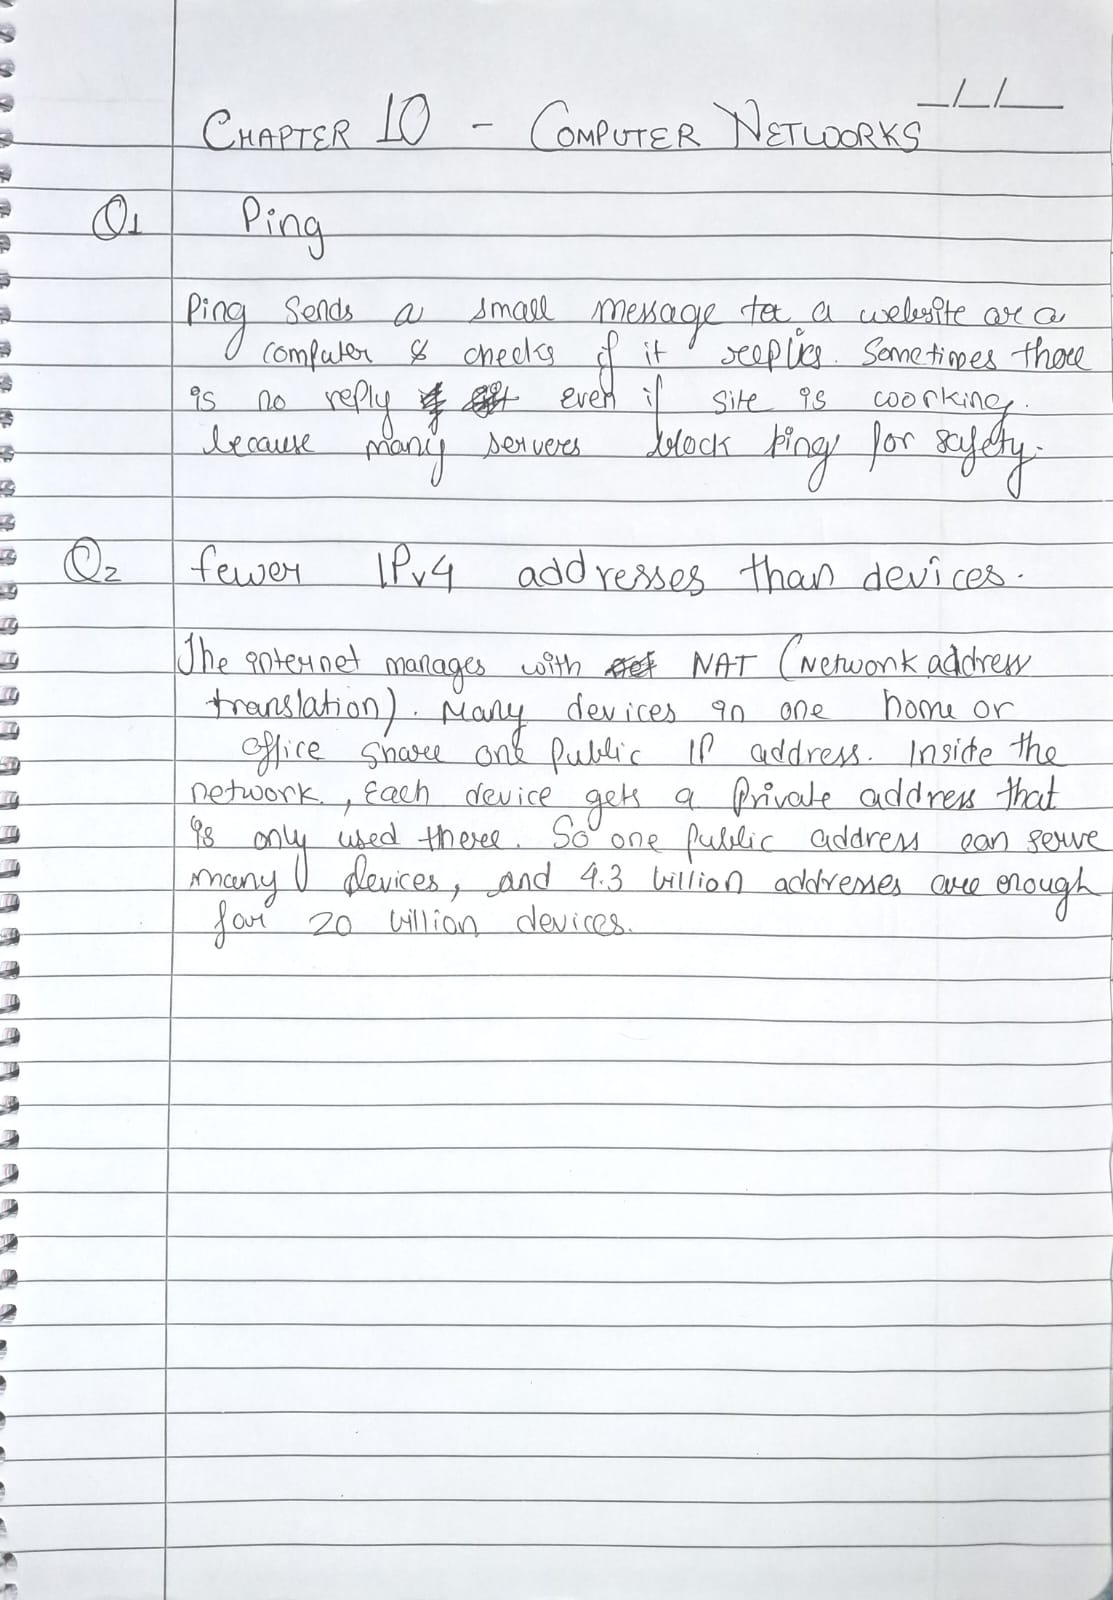 CHAPTER 10 - COMPUTER NETWORKS
Q1 Ping
Ping sends a small message to a website or a
computer & checks if it replies. Sometimes there
is no reply even if site is working.
because many servers block ping for safety.
Q2 fewer IPv4 addresses than devices.
The internet manages with NAT (Network address
translation). Many devices in one home or
office share one public IP address. Inside the
network, Each device gets a private address that
is only used there. So one public address can serve
many devices, and 4.3 billion addresses are enough
for 20 billion devices.